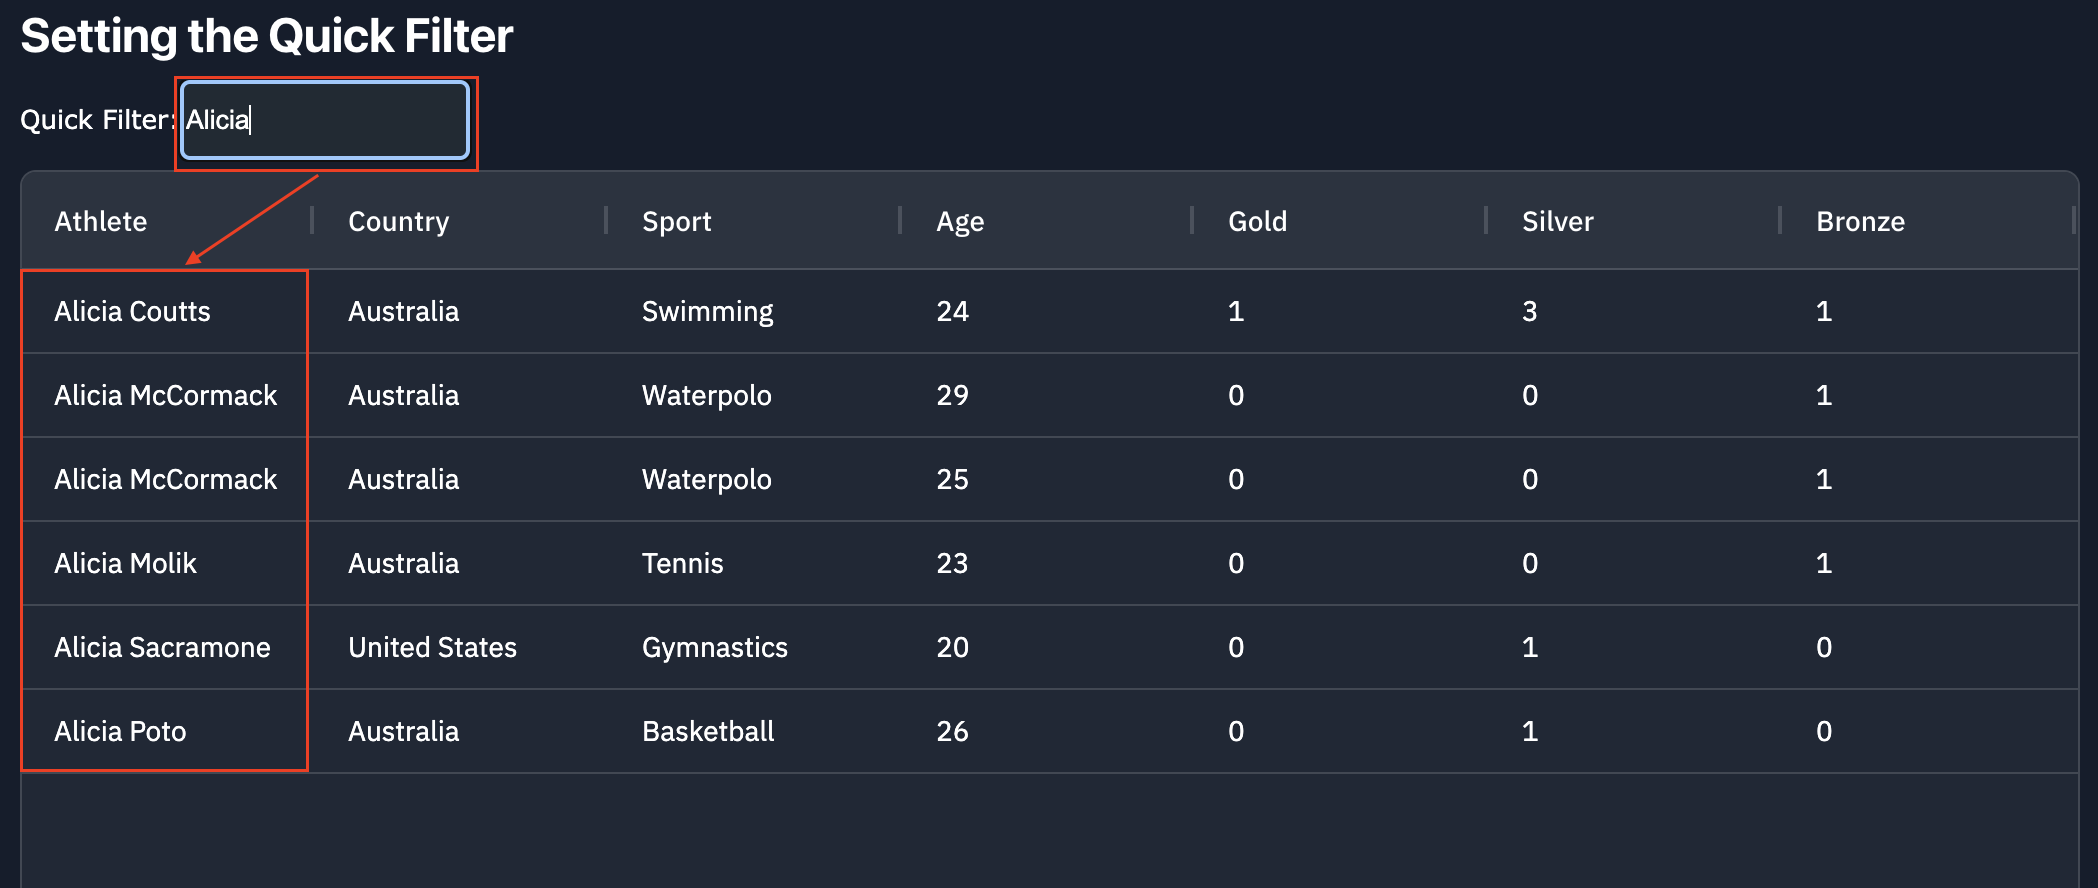 Setting the Quick Filter
Quick Filter: Alicia
Athlete Country Sport Age Gold Silver Bronze
Alicia Coutts Australia Swimming 24 1 3 1
Alicia McCormack Australia Waterpolo 29 0 0 1
Alicia McCormack Australia Waterpolo 25 0 0 1
Alicia Molik Australia Tennis 23 0 0 1
Alicia Sacramone United States Gymnastics 20 0 1 0
Alicia Poto Australia Basketball 26 0 1 0